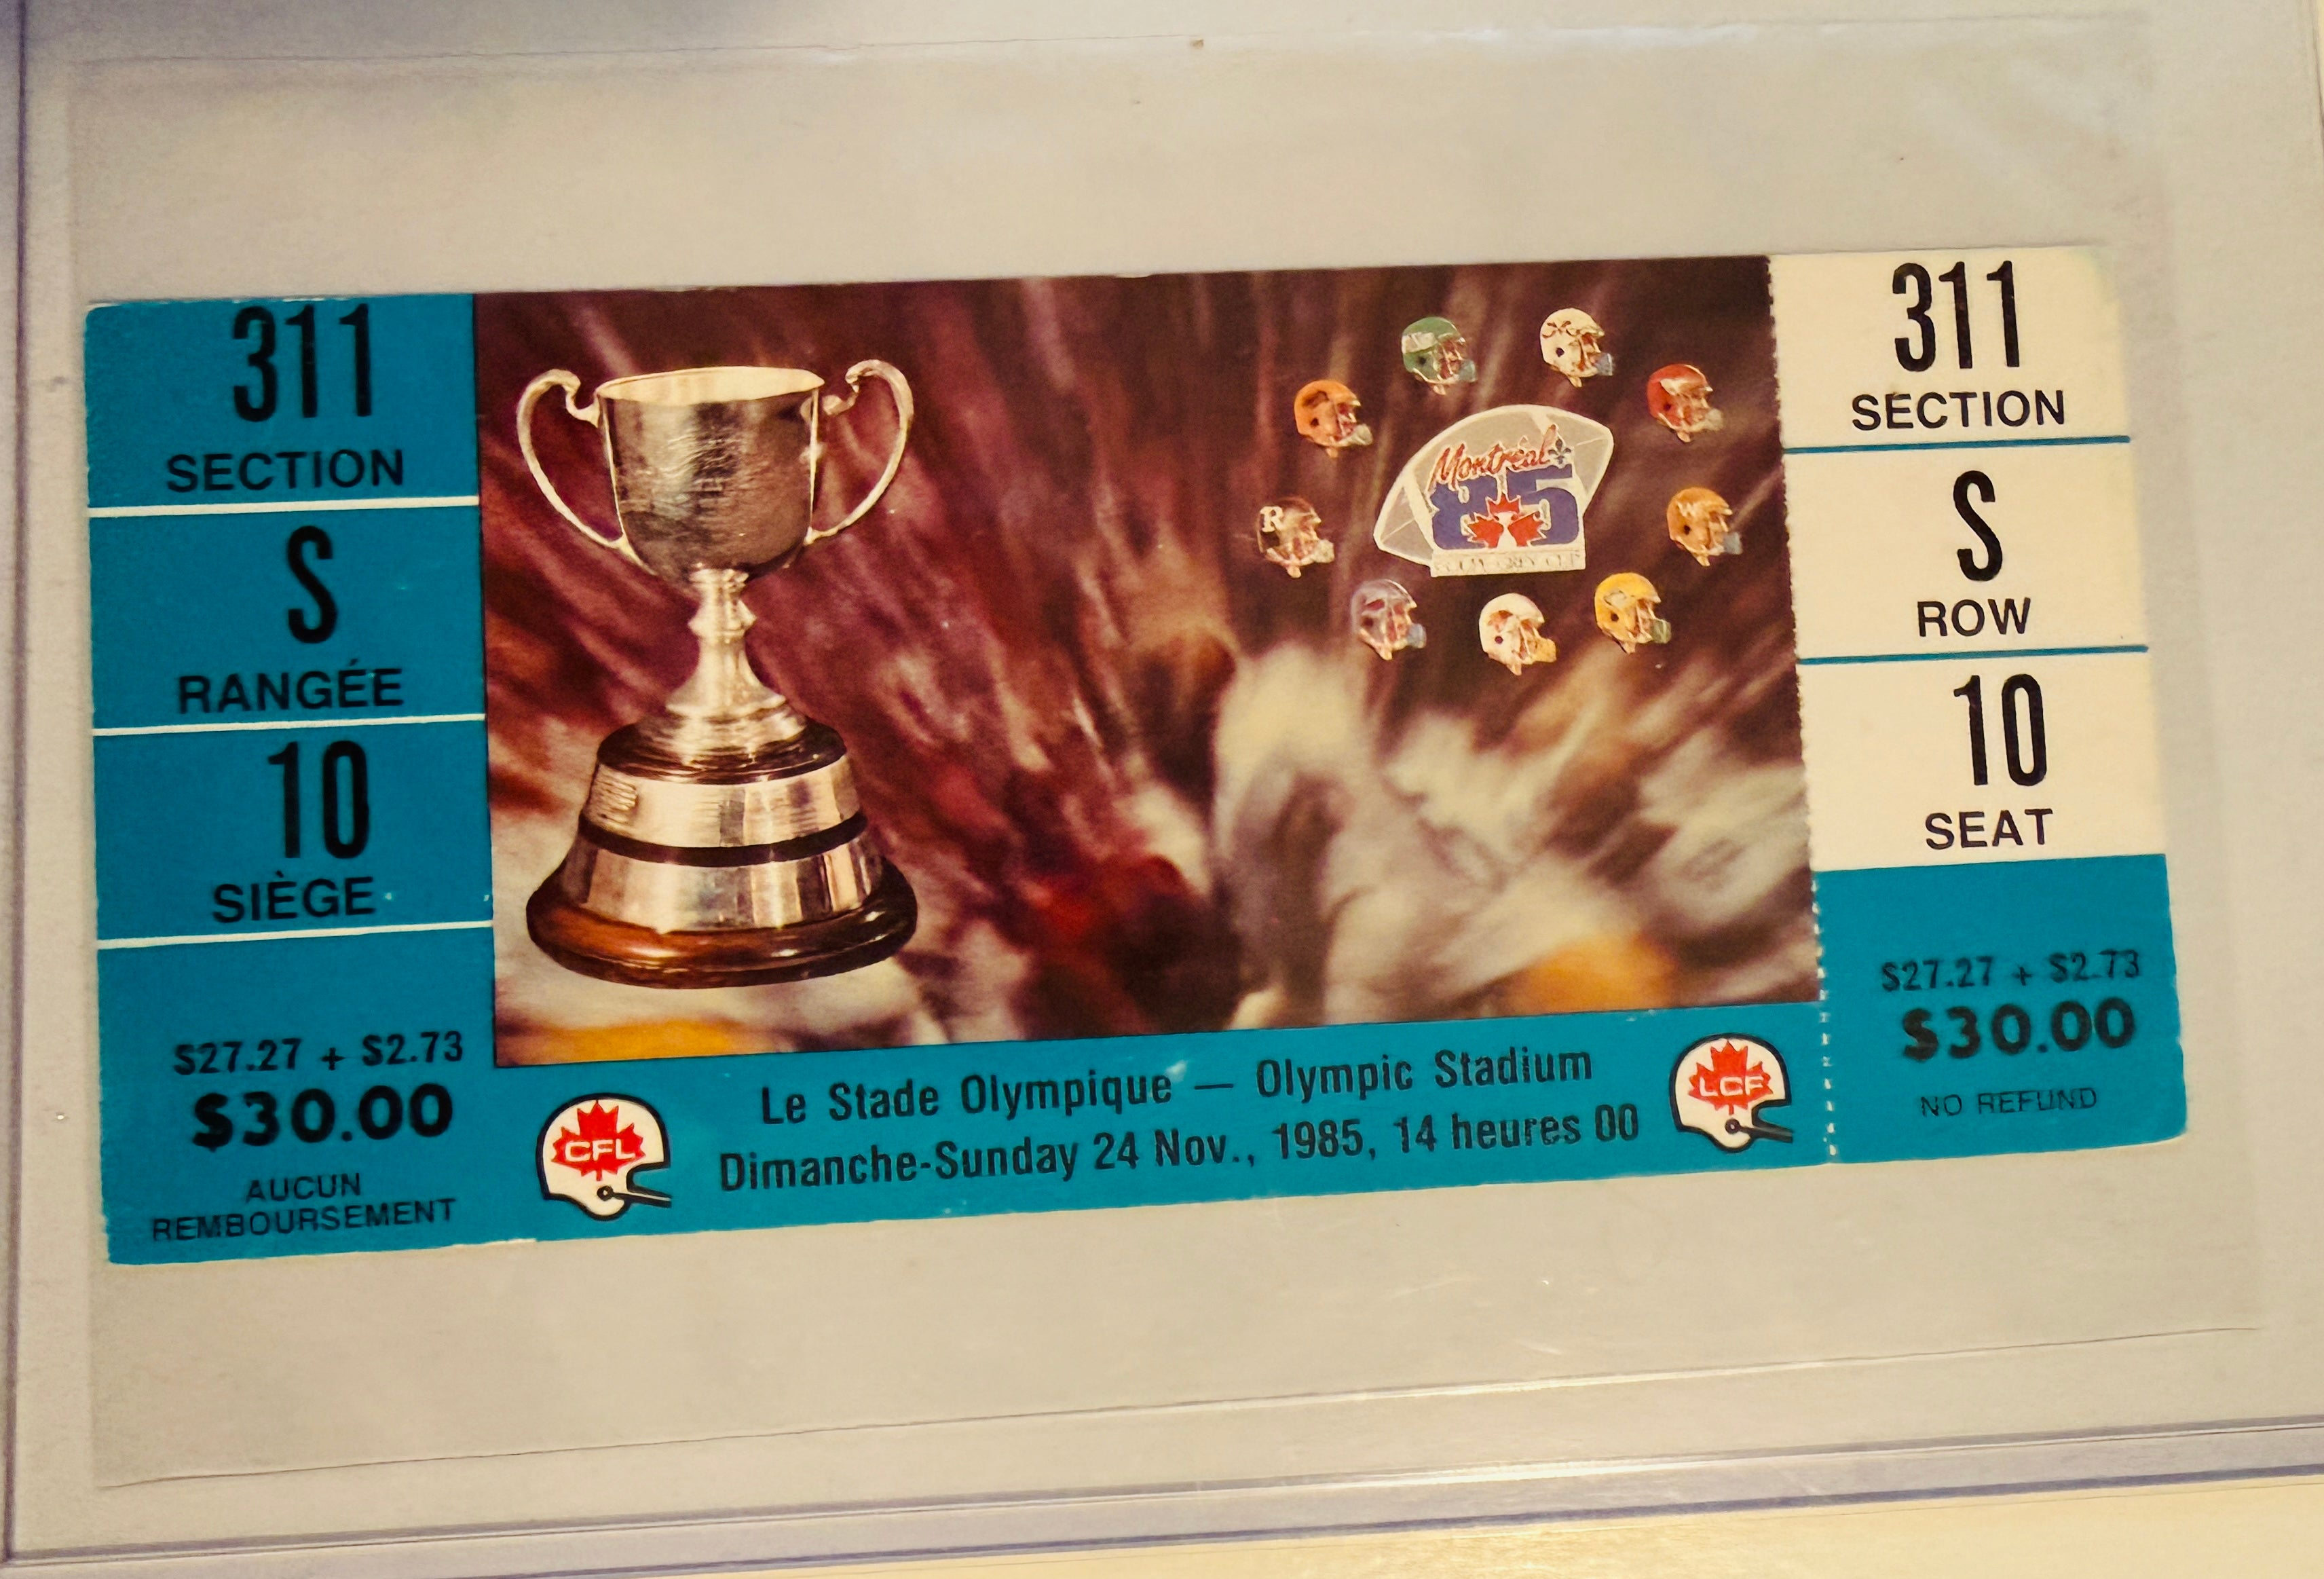 311
SECTION
S
RANGÉE
10
SIÈGE
$27.27 + $2.73
$30.00
AUCUN
REMBOURSEMENT
R
W
Montréal
85
GREY CUP
CFL
Le Stade Olympique — Olympic Stadium
Dimanche-Sunday 24 Nov., 1985, 14 heures 00
LCF
311
SECTION
S
ROW
10
SEAT
$27.27 + $2.73
$30.00
NO REFUND